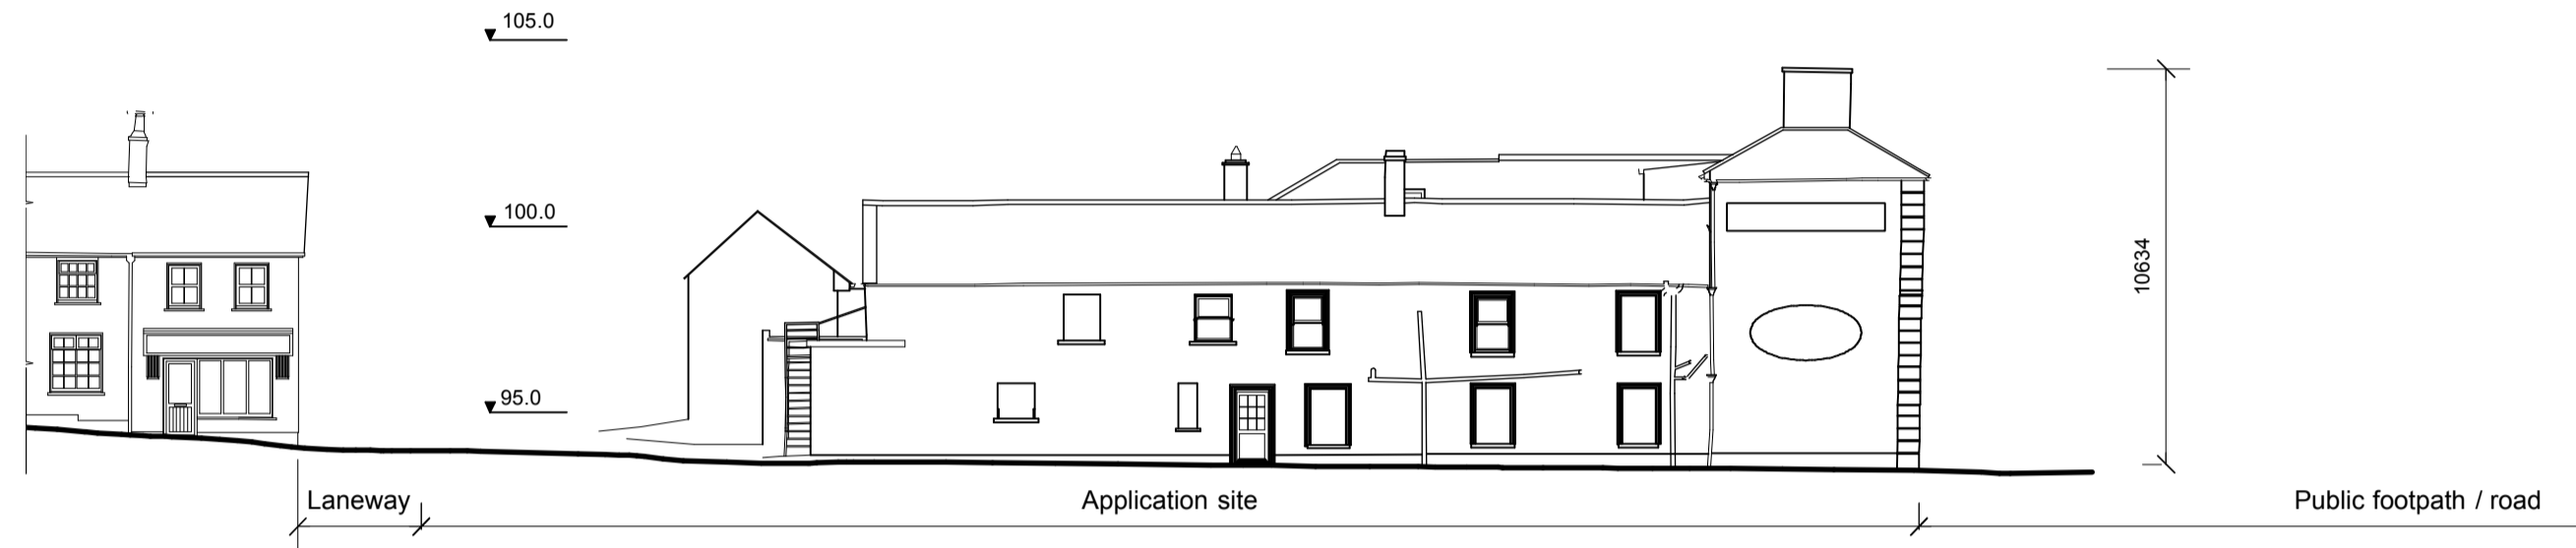 105.0
100.0
95.0
10634
Laneway
Application site
Public footpath / road